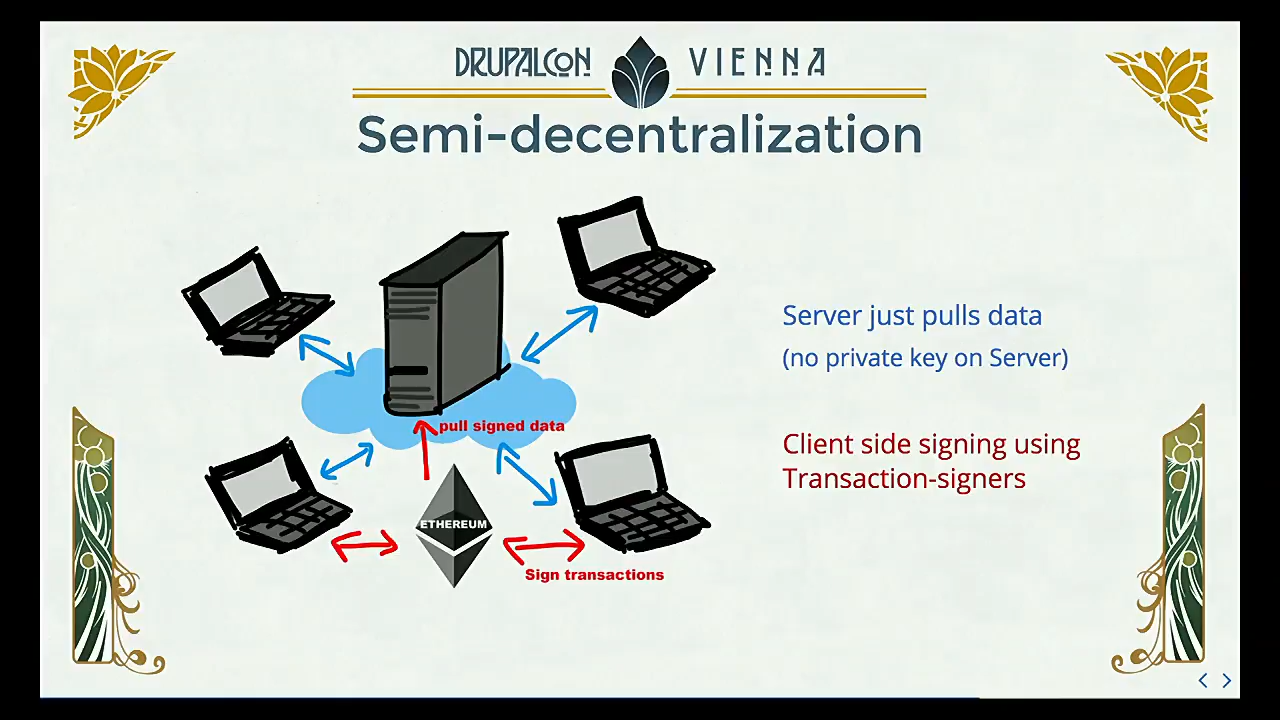 DRUPALCON VIENNA
Semi-decentralization
Server just pulls data
(no private key on Server)
pull signed data
Client side signing using
Transaction-signers
ETHEREUM
Sign transactions